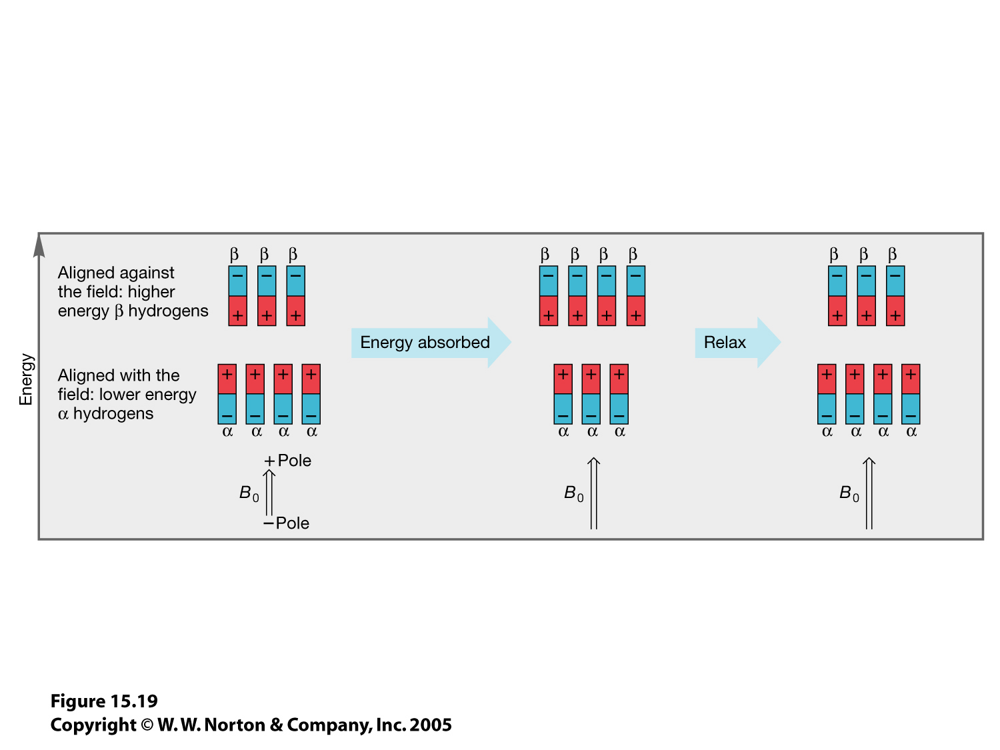 Energy
Aligned against
the field: higher
energy β hydrogens
β β β
− − −
+ + +
Aligned with the
field: lower energy
α hydrogens
+ + + +
− − − −
α α α α
+Pole
B0
−Pole
Energy absorbed
β β β β
− − − −
+ + + +
+ + +
− − −
α α α
B0
Relax
β β β
− − −
+ + +
+ + + +
− − − −
α α α α
B0
Figure 15.19
Copyright © W. W. Norton & Company, Inc. 2005